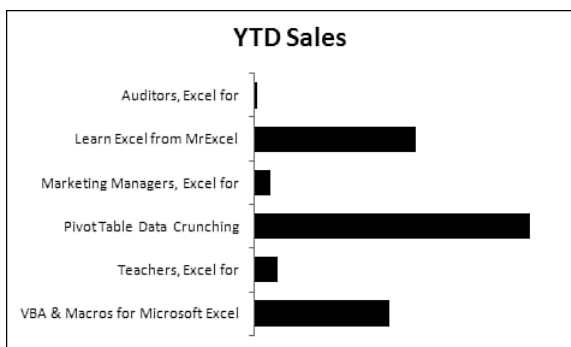 YTD Sales
Auditors, Excel for
Learn Excel from MrExcel
Marketing Managers, Excel for
Pivot Table Data Crunching
Teachers, Excel for
VBA & Macros for Microsoft Excel